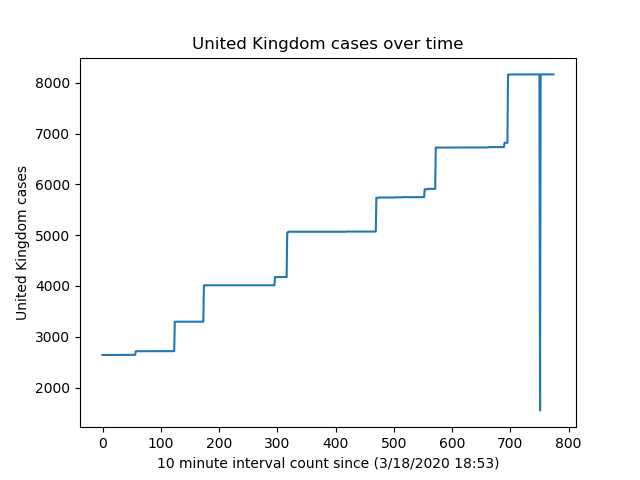 United Kingdom cases over time
8000
7000
6000
5000
4000
3000
2000
United Kingdom cases
0 100 200 300 400 500 600 700 800
10 minute interval count since (3/18/2020 18:53)